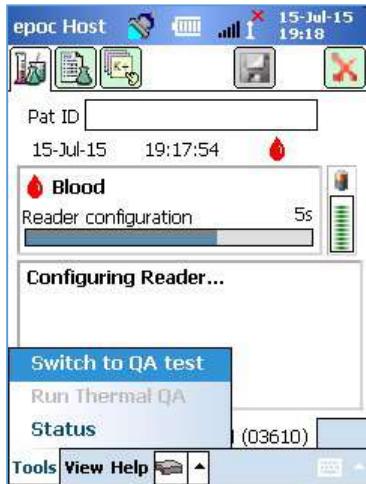 epoc Host
15-Jul-15
19:18
K+
Pat ID
15-Jul-15 19:17:54
Blood
Reader configuration 5s
Configuring Reader...
Switch to QA test
Run Thermal QA
Status
(03610)
Tools View Help